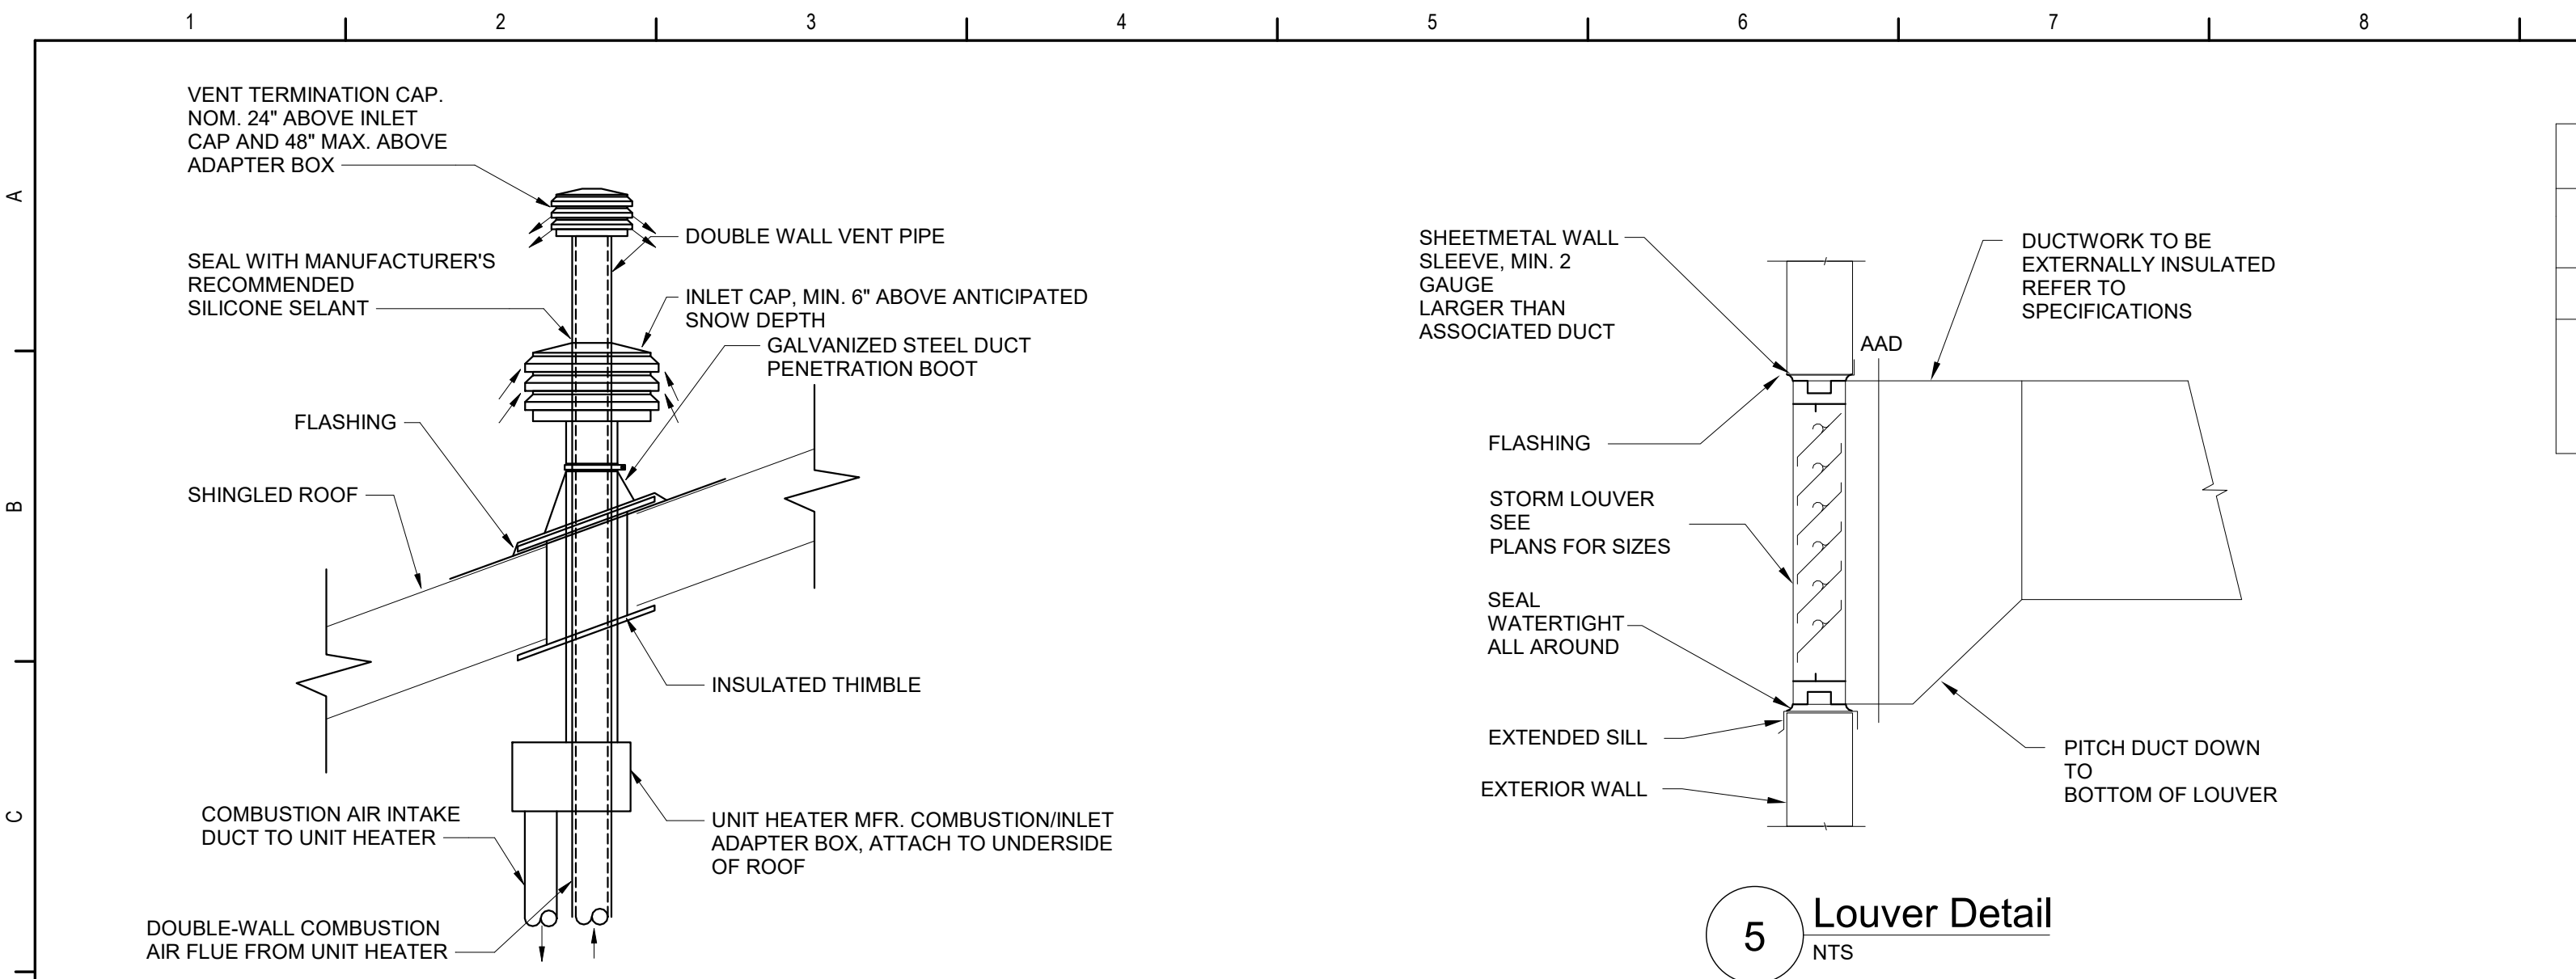 1 2 3 4 5 6 7 8
A
B
C
VENT TERMINATION CAP.
NOM. 24" ABOVE INLET
CAP AND 48" MAX. ABOVE
ADAPTER BOX
DOUBLE WALL VENT PIPE
SEAL WITH MANUFACTURER'S
RECOMMENDED
SILICONE SELANT
INLET CAP, MIN. 6" ABOVE ANTICIPATED
SNOW DEPTH
GALVANIZED STEEL DUCT
PENETRATION BOOT
FLASHING
SHINGLED ROOF
INSULATED THIMBLE
COMBUSTION AIR INTAKE
DUCT TO UNIT HEATER
UNIT HEATER MFR. COMBUSTION/INLET
ADAPTER BOX, ATTACH TO UNDERSIDE
OF ROOF
DOUBLE-WALL COMBUSTION
AIR FLUE FROM UNIT HEATER
SHEETMETAL WALL
SLEEVE, MIN. 2
GAUGE
LARGER THAN
ASSOCIATED DUCT
DUCTWORK TO BE
EXTERNALLY INSULATED
REFER TO
SPECIFICATIONS
AAD
FLASHING
STORM LOUVER
SEE
PLANS FOR SIZES
SEAL
WATERTIGHT
ALL AROUND
EXTENDED SILL
EXTERIOR WALL
PITCH DUCT DOWN
TO
BOTTOM OF LOUVER
5
Louver Detail
NTS